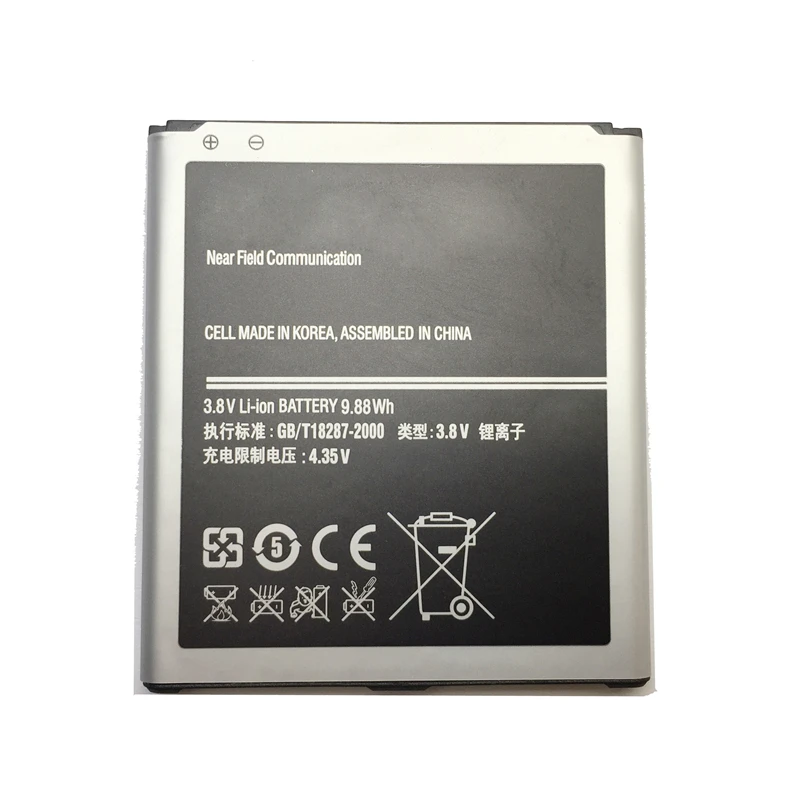 Near Field Communication
CELL MADE IN KOREA, ASSEMBLED IN CHINA
3.8V Li-ion BATTERY 9.88Wh
执行标准:GB/T18287-2000 类型:3.8V 锂离子
充电限制电压:4.35V
5 CE